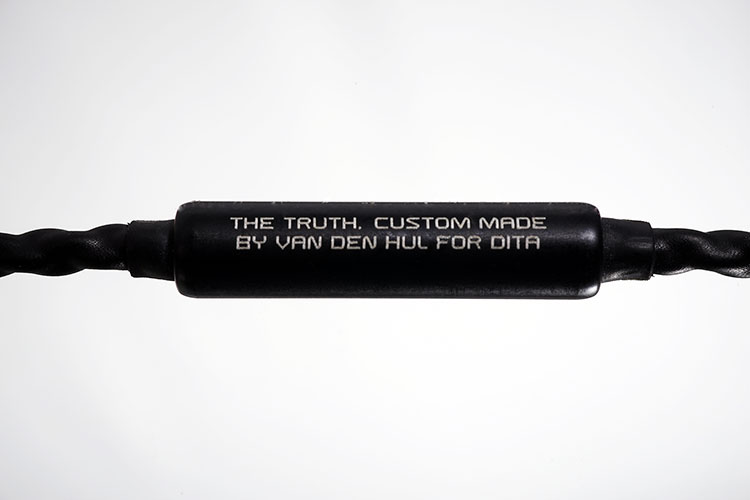 THE TRUTH. CUSTOM MADE
BY VAN DEN HUL FOR DITA